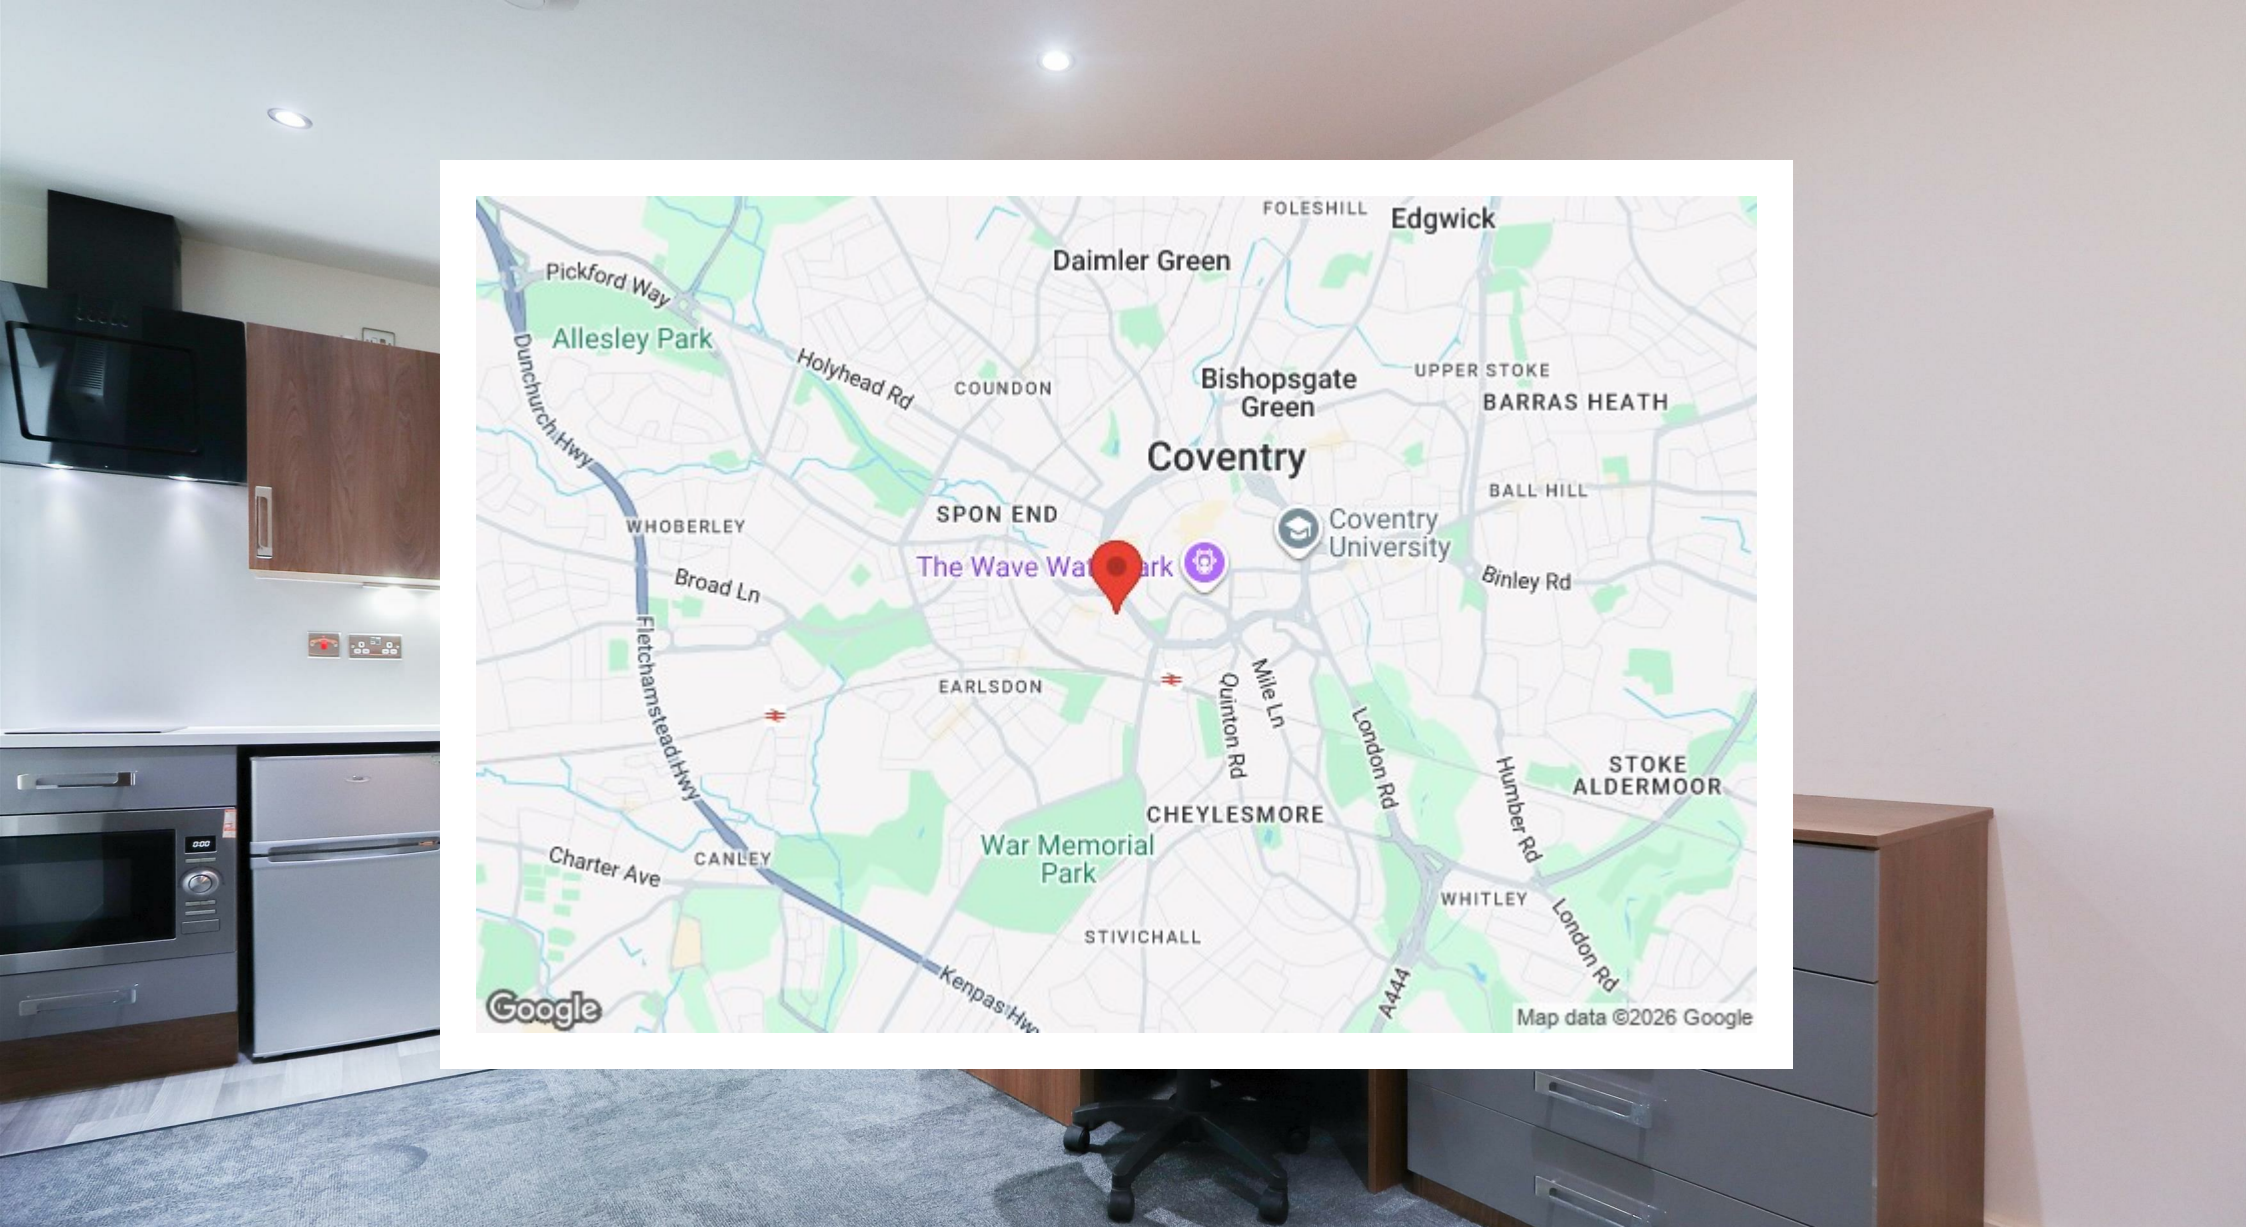 FOLESHILL
Edgwick
Daimler Green
Pickford Way
Allesley Park
Dunchurch Hwy
Holyhead Rd
COUNDON
Bishopsgate
Green
UPPER STOKE
BARRAS HEATH
Coventry
BALL HILL
SPON END
WHOBERLEY
Coventry
University
The Wave Wat ark
Broad Ln
Binley Rd
Fletchamstead Hwy
EARLSDON
Mile Ln
Quinton Rd
London Rd
STOKE
ALDERMOOR
Humber Rd
CHEYLESMORE
War Memorial
Park
Charter Ave
CANLEY
WHITLEY
London Rd
STIVICHALL
Kenpas Hwy
A444
Google
Map data ©2026 Google
0:00